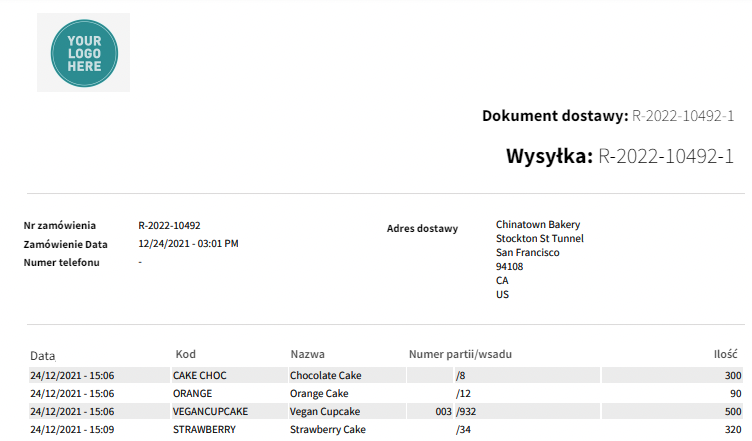 YOUR
LOGO
HERE
Dokument dostawy: R-2022-10492-1
Wysyłka: R-2022-10492-1
Nr zamówienia R-2022-10492
Zamówienie Data 12/24/2021 - 03:01 PM
Numer telefonu -
Adres dostawy Chinatown Bakery
Stockton St Tunnel
San Francisco
94108
CA
US
Data Kod Nazwa Numer partii/wsadu Ilość
24/12/2021 - 15:06 CAKE CHOC Chocolate Cake /8 300
24/12/2021 - 15:06 ORANGE Orange Cake /12 90
24/12/2021 - 15:06 VEGANCUPCAKE Vegan Cupcake 003 /932 500
24/12/2021 - 15:09 STRAWBERRY Strawberry Cake /34 320